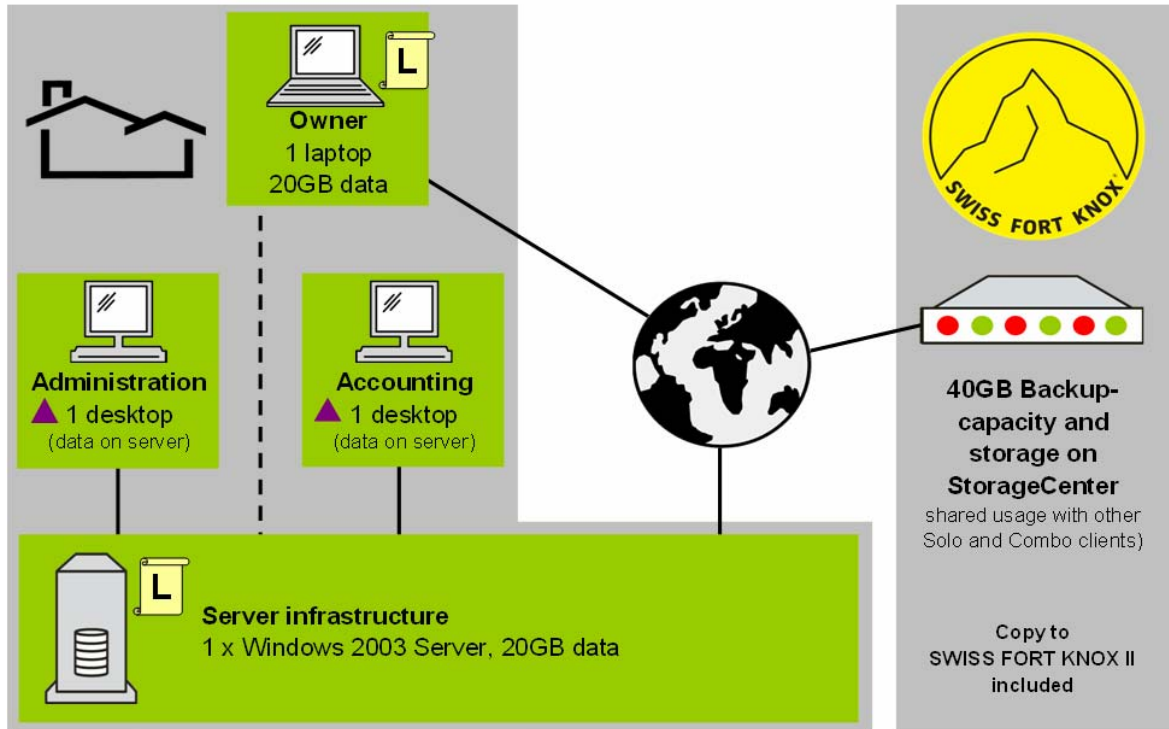 L
Owner
1 laptop
20GB data
Administration
1 desktop
(data on server)
Accounting
1 desktop
(data on server)
L
Server infrastructure
1 x Windows 2003 Server, 20GB data
SWISS FORT KNOX®
40GB Backup-
capacity and
storage on
StorageCenter
shared usage with other
Solo and Combo clients)
Copy to
SWISS FORT KNOX II
included